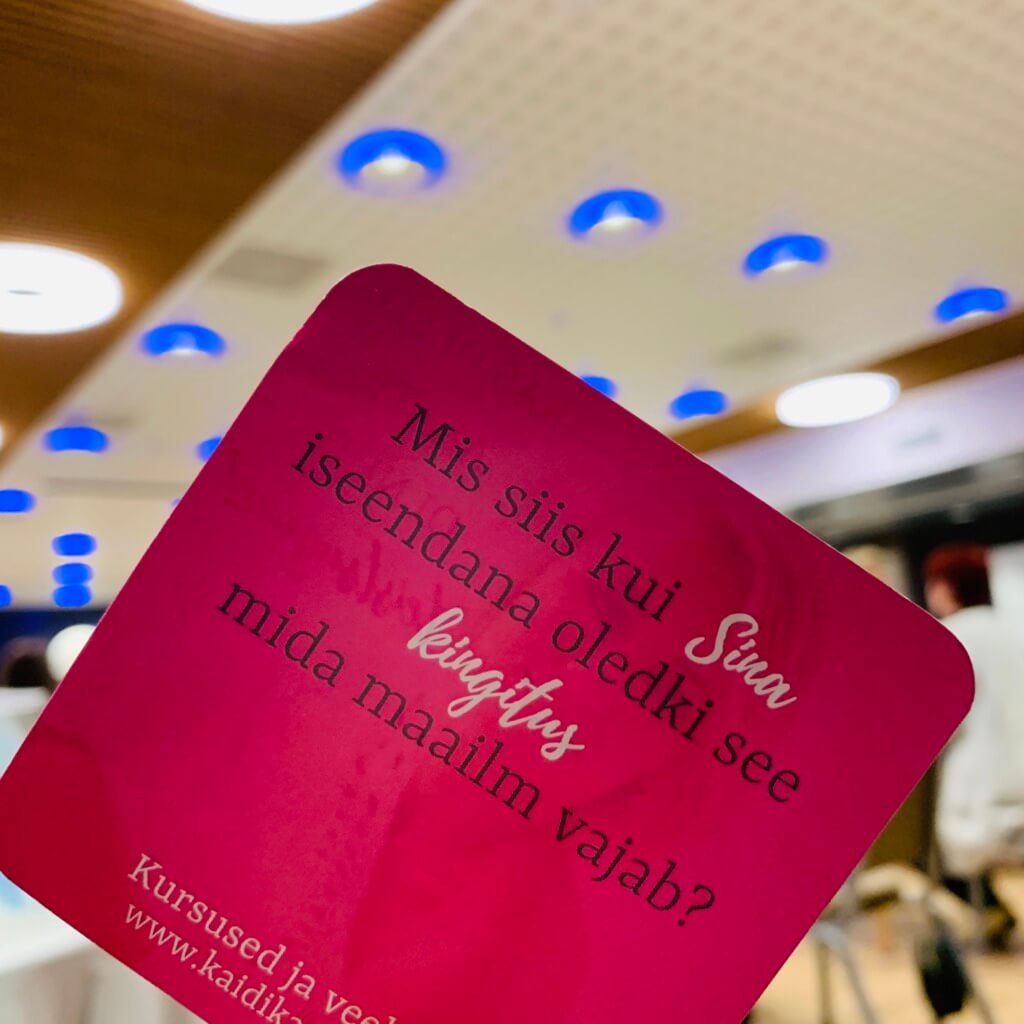 Mis siis kui Sina
iseendana oledki see
kingitus
mida maailm vajab?
Kursused ja